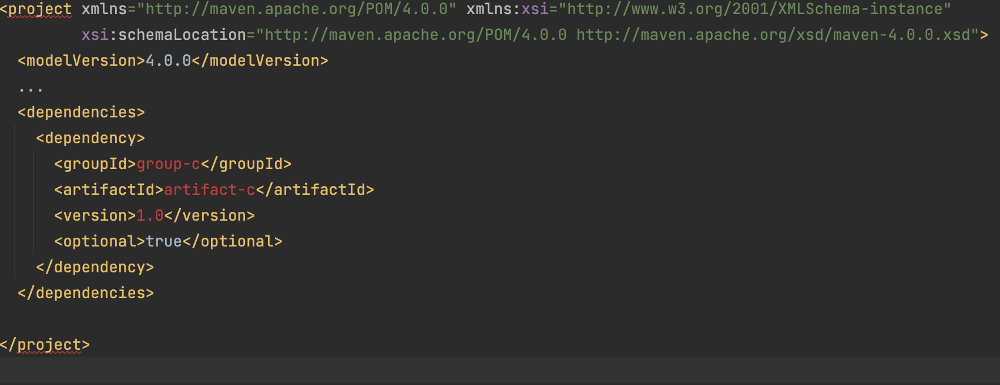 <project xmlns="http://maven.apache.org/POM/4.0.0" xmlns:xsi="http://www.w3.org/2001/XMLSchema-instance"
xsi:schemaLocation="http://maven.apache.org/POM/4.0.0 http://maven.apache.org/xsd/maven-4.0.0.xsd">
<modelVersion>4.0.0</modelVersion>
...
<dependencies>
<dependency>
<groupId>group-c</groupId>
<artifactId>artifact-c</artifactId>
<version>1.0</version>
<optional>true</optional>
</dependency>
</dependencies>
</project>